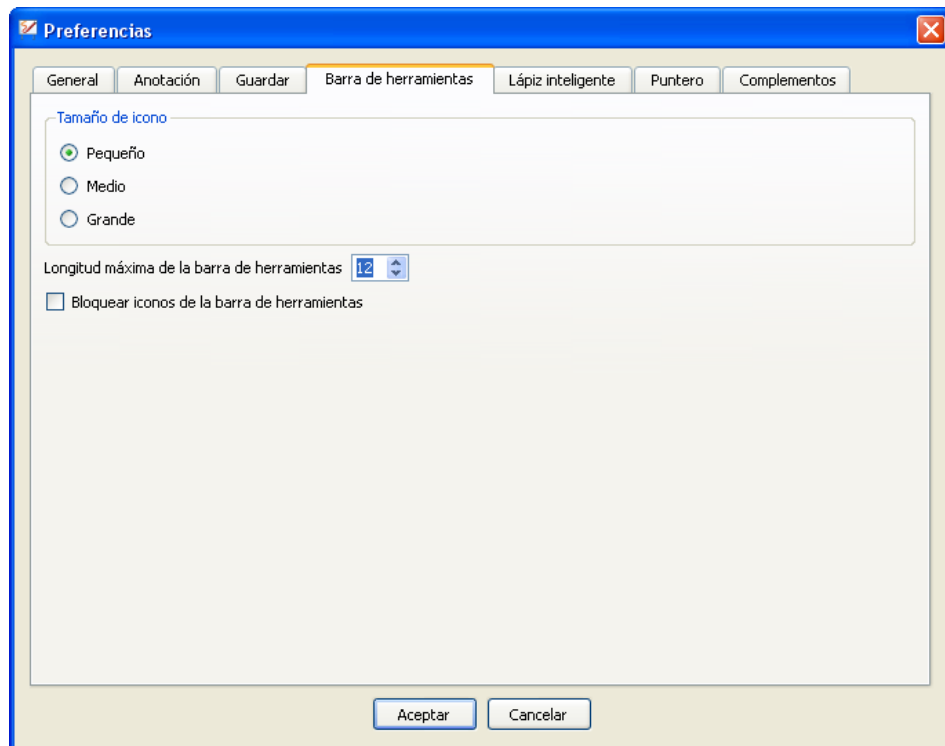 Preferencias
General Anotación Guardar Barra de herramientas Lápiz inteligente Puntero Complementos
Tamaño de icono
Pequeño
Medio
Grande
Longitud máxima de la barra de herramientas 12
Bloquear iconos de la barra de herramientas
Aceptar Cancelar